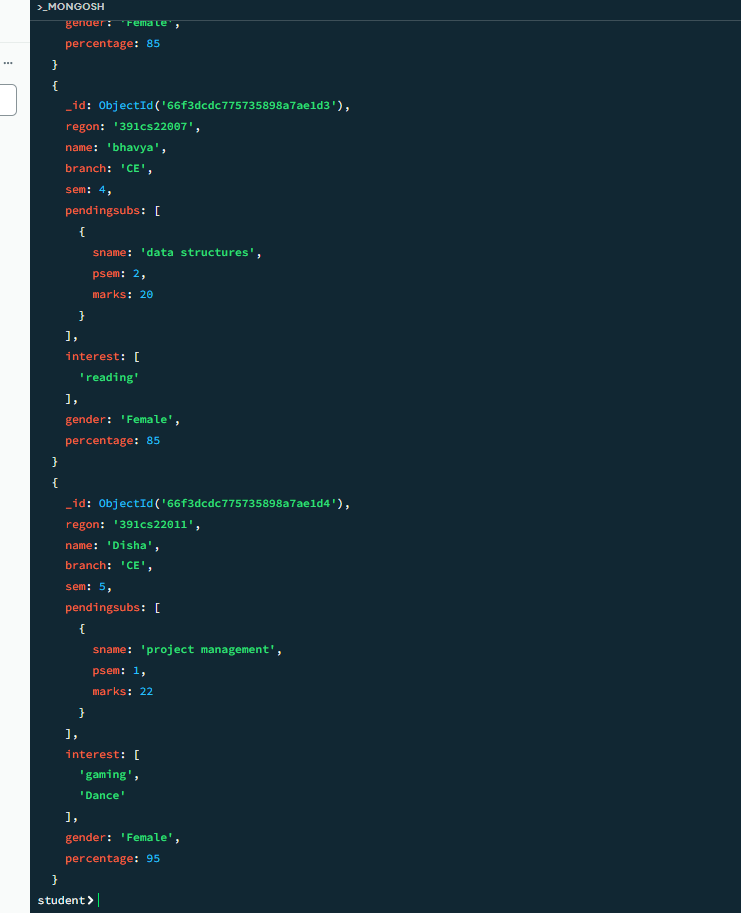 >_MONGOSH
gender: 'Female',
percentage: 85
}
{
_id: ObjectId('66f3dcdc775735898a7ae1d3'),
regon: '391cs22007',
name: 'bhavya',
branch: 'CE',
sem: 4,
pendingsubs: [
{
sname: 'data structures',
psem: 2,
marks: 20
}
],
interest: [
'reading'
],
gender: 'Female',
percentage: 85
}
{
_id: ObjectId('66f3dcdc775735898a7ae1d4'),
regon: '391cs22011',
name: 'Disha',
branch: 'CE',
sem: 5,
pendingsubs: [
{
sname: 'project management',
psem: 1,
marks: 22
}
],
interest: [
'gaming',
'Dance'
],
gender: 'Female',
percentage: 95
}
student>